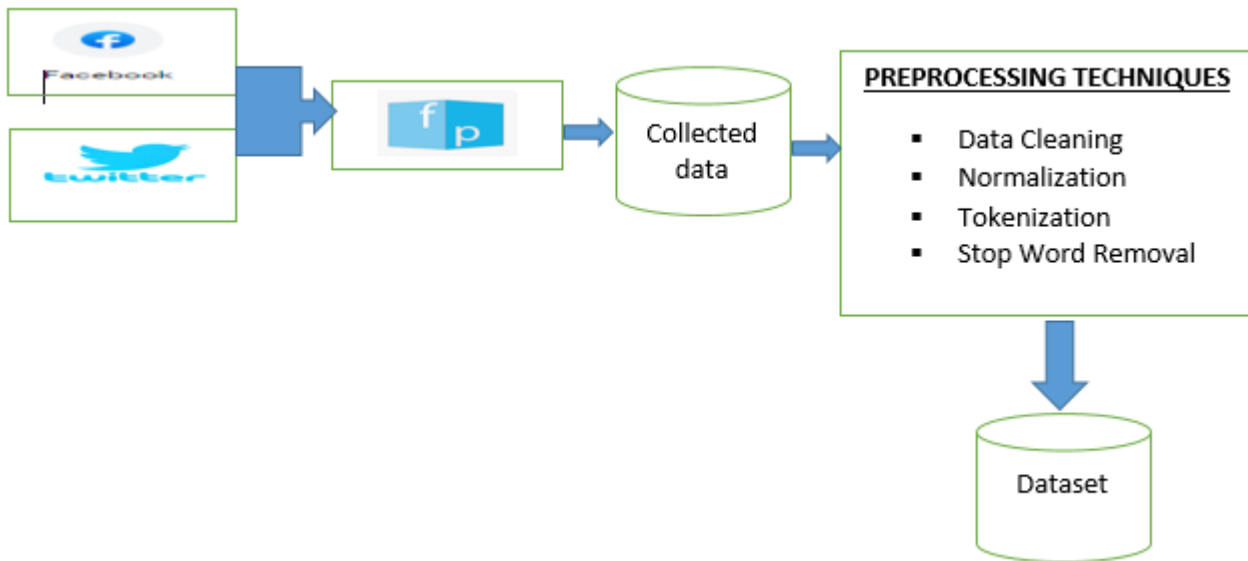 f
Facebook
twitter
f p
Collected
data
PREPROCESSING TECHNIQUES
▪ Data Cleaning
▪ Normalization
▪ Tokenization
▪ Stop Word Removal
Dataset